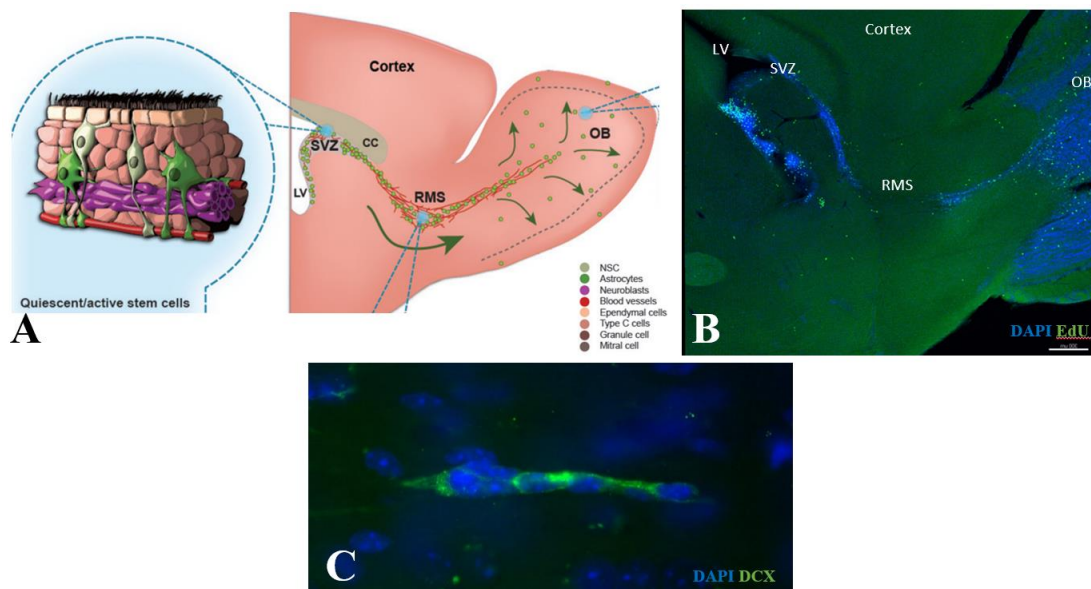 Cortex
SVZ
CC
OB
LV
RMS
Quiescent/active stem cells
NSC
Astrocytes
Neuroblasts
Blood vessels
Ependymal cells
Type C cells
Granule cell
Mitral cell
A
Cortex
LV
SVZ
OB
RMS
B
DAPI EdU
C
DAPI DCX